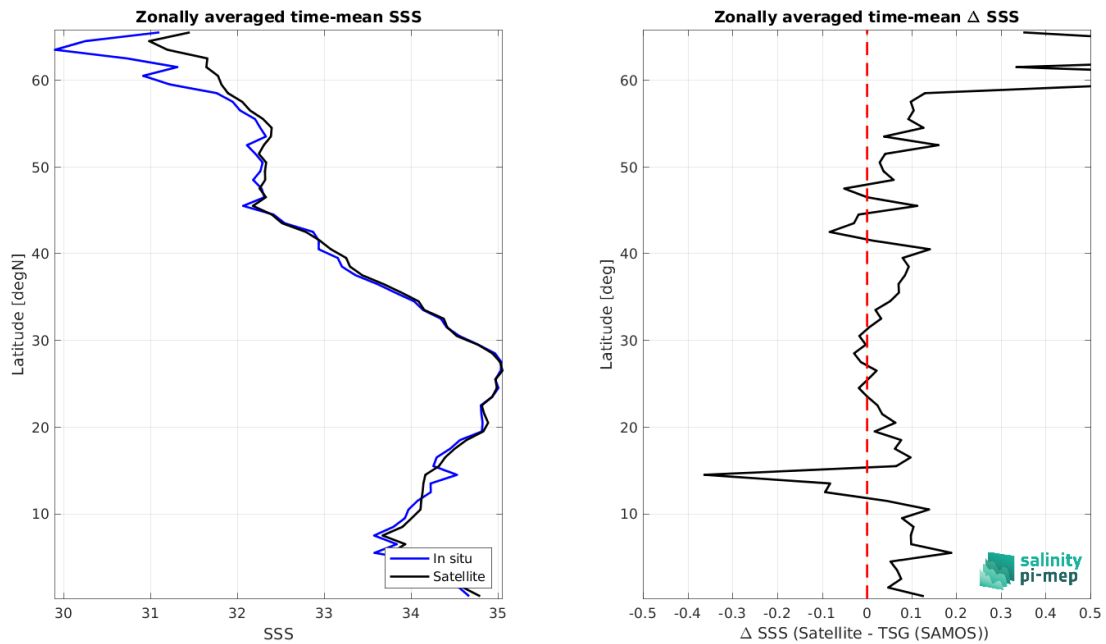 Zonally averaged time-mean SSS
60
50
40
30
20
10
30
31
32
33
34
35
Latitude [degN]
SSS
In situ
Satellite
Zonally averaged time-mean Δ SSS
60
50
40
30
20
10
-0.5
-0.4
-0.3
-0.2
-0.1
0
0.1
0.2
0.3
0.4
0.5
Latitude [deg]
Δ SSS (Satellite - TSG (SAMOS))
salinity
pi-mep